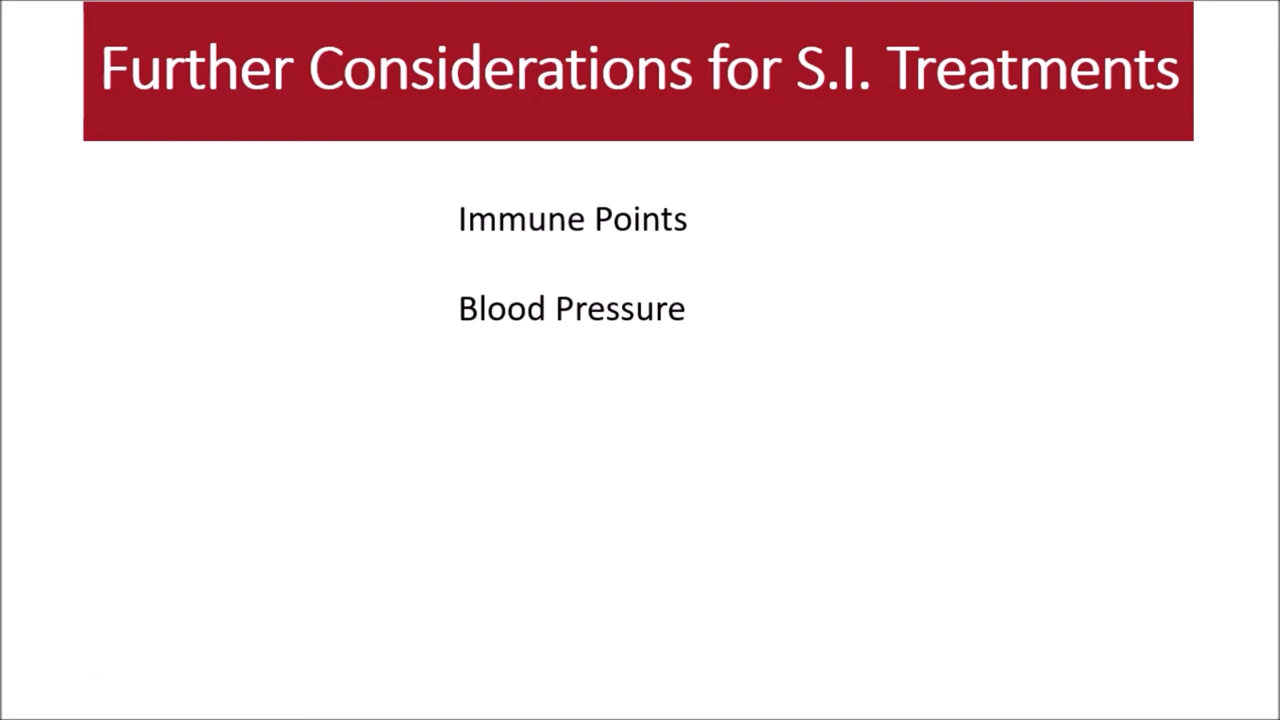 Further Considerations for S.I. Treatments
Immune Points
Blood Pressure